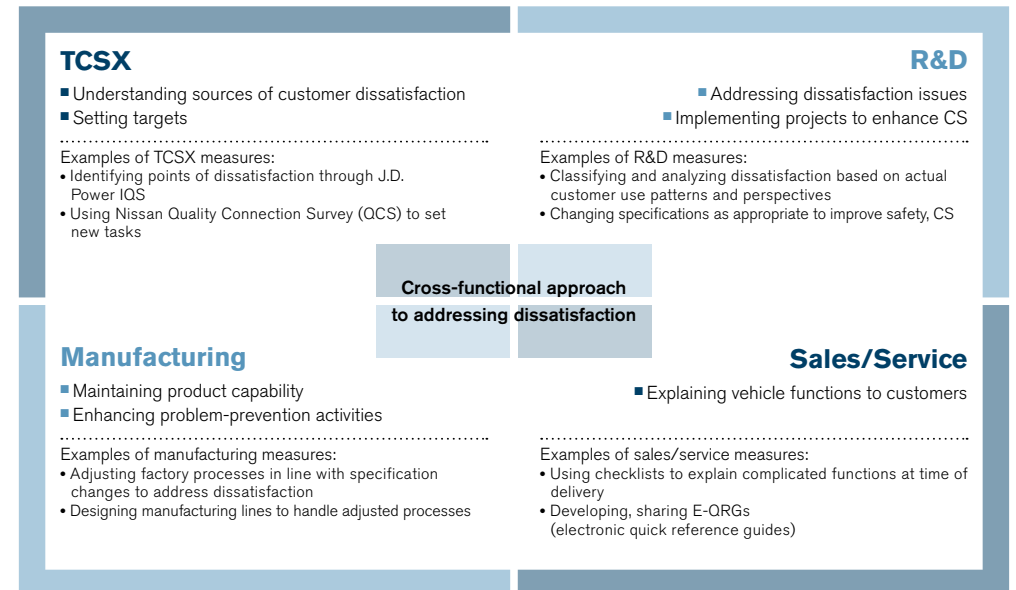 TCSX
■ Understanding sources of customer dissatisfaction
■ Setting targets
Examples of TCSX measures:
• Identifying points of dissatisfaction through J.D.
Power IQS
• Using Nissan Quality Connection Survey (QCS) to set
new tasks
R&D
■ Addressing dissatisfaction issues
■ Implementing projects to enhance CS
Examples of R&D measures:
• Classifying and analyzing dissatisfaction based on actual
customer use patterns and perspectives
• Changing specifications as appropriate to improve safety, CS
Cross-functional approach
to addressing dissatisfaction
Manufacturing
■ Maintaining product capability
■ Enhancing problem-prevention activities
Examples of manufacturing measures:
• Adjusting factory processes in line with specification
changes to address dissatisfaction
• Designing manufacturing lines to handle adjusted processes
Sales/Service
■ Explaining vehicle functions to customers
Examples of sales/service measures:
• Using checklists to explain complicated functions at time of
delivery
• Developing, sharing E-QRGs
(electronic quick reference guides)